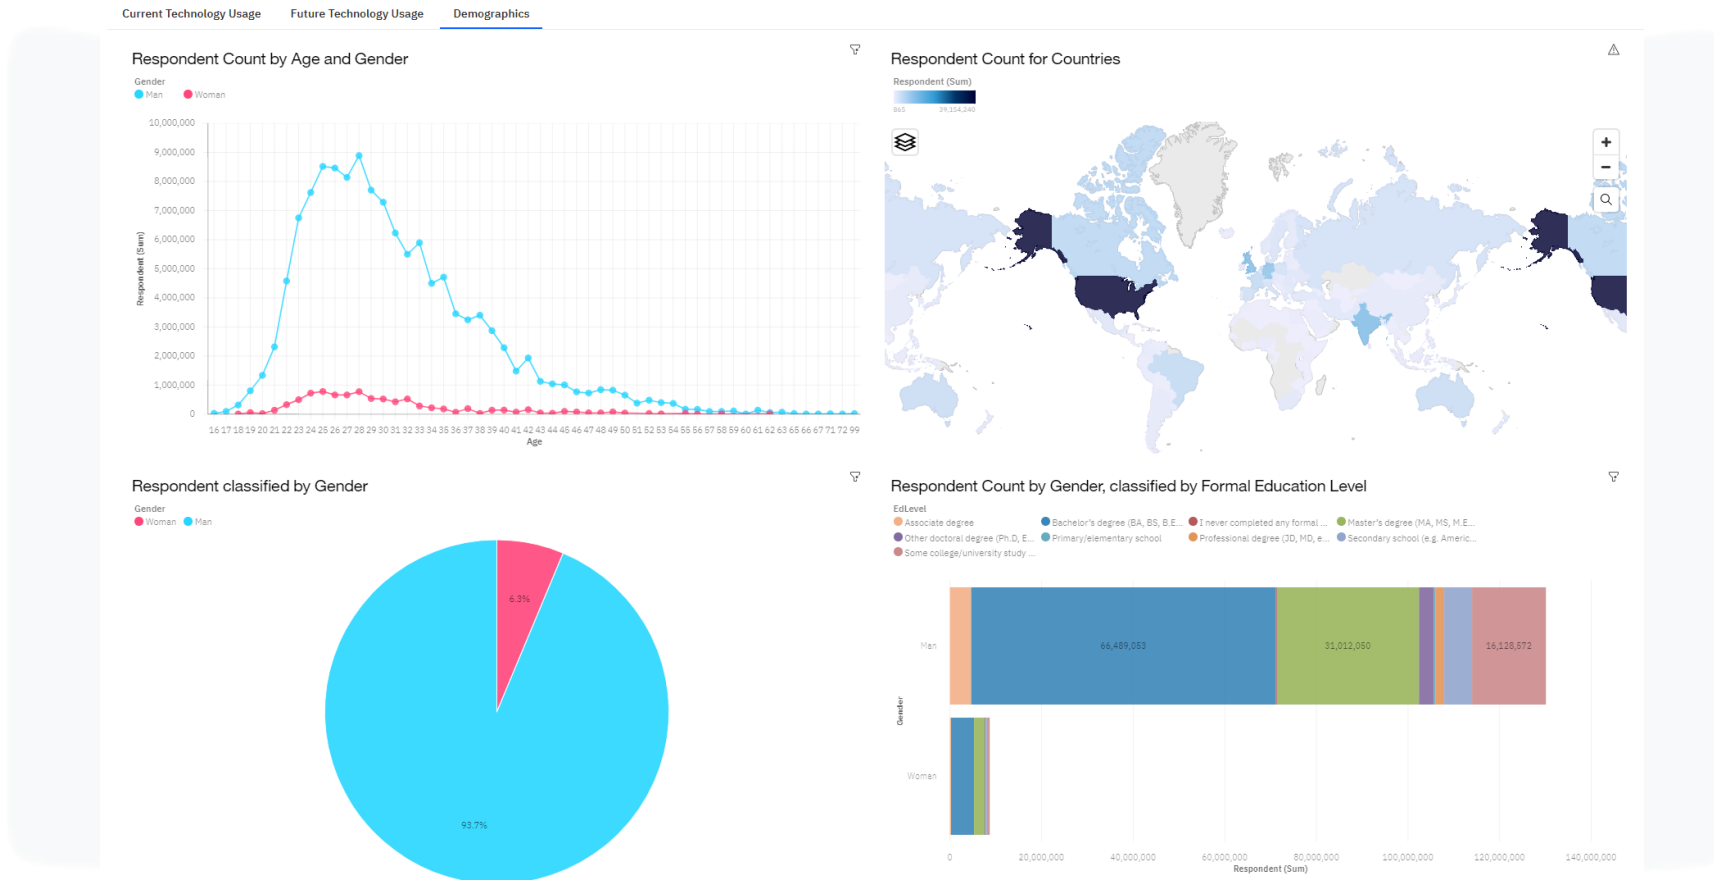 Current Technology Usage Future Technology Usage Demographics
Respondent Count by Age and Gender
Gender
Man Woman
10,000,000
9,000,000
8,000,000
7,000,000
6,000,000
5,000,000
4,000,000
3,000,000
2,000,000
1,000,000
0
Respondent (Sum)
16 17 18 19 20 21 22 23 24 25 26 27 28 29 30 31 32 33 34 35 36 37 38 39 40 41 42 43 44 45 46 47 48 49 50 51 52 53 54 55 56 57 58 59 60 61 62 63 65 66 67 71 72 99
Age
Respondent Count for Countries
Respondent (Sum)
865 39,154,240
Respondent classified by Gender
Gender
Woman Man
6.3%
93.7%
Respondent Count by Gender, classified by Formal Education Level
EdLevel
Associate degree Bachelor's degree (BA, BS, B.E... I never completed any formal ... Master's degree (MA, MS, M.E...
Other doctoral degree (Ph.D, E... Primary/elementary school Professional degree (JD, MD, e... Secondary school (e.g. Americ...
Some college/university study ...
Gender
Man
66,489,053 31,012,050 16,128,572
Woman
0 20,000,000 40,000,000 60,000,000 80,000,000 100,000,000 120,000,000 140,000,000
Respondent (Sum)